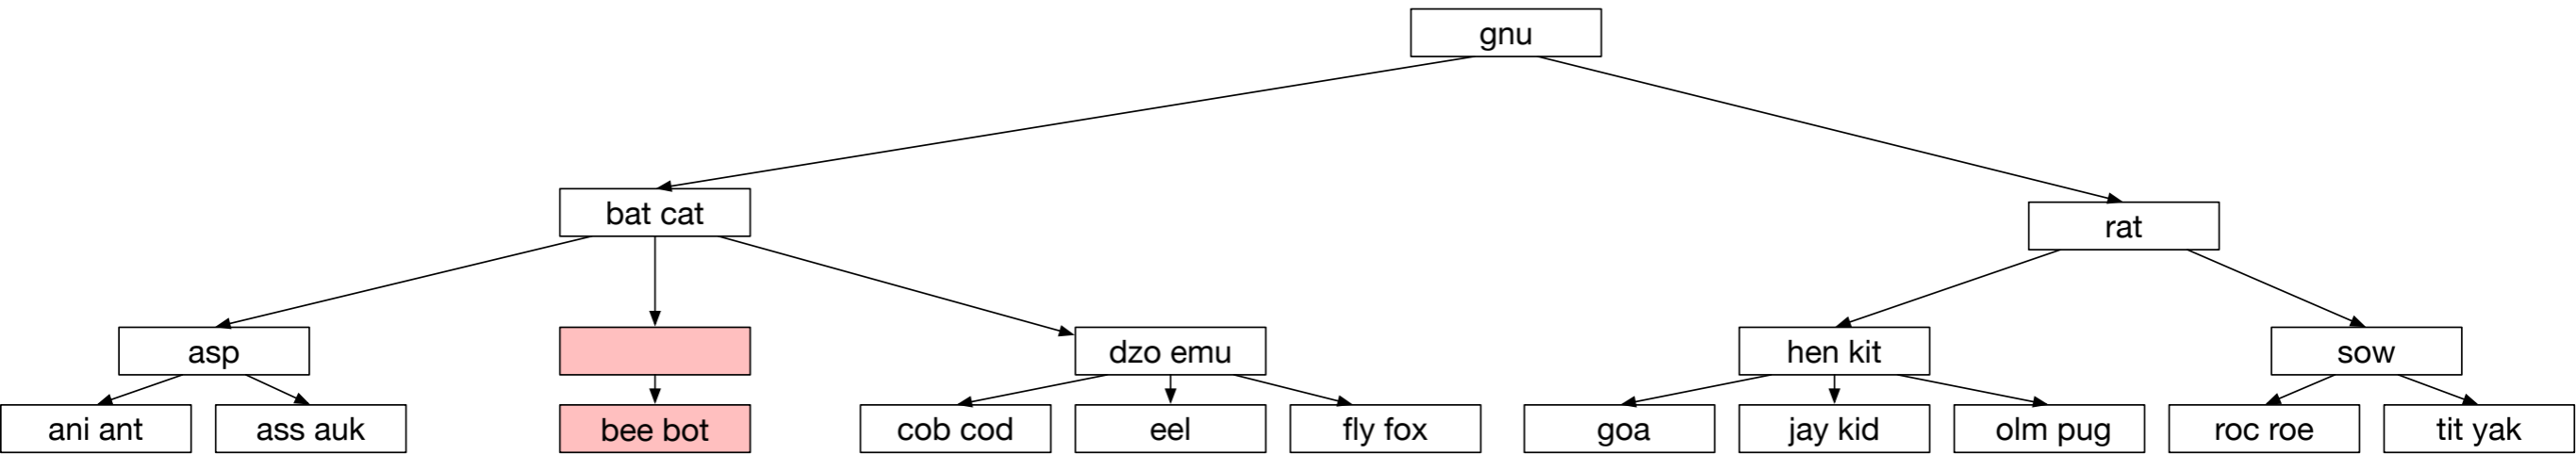 gnu
bat cat
rat
asp
dzo emu
hen kit
sow
ani ant
ass auk
bee bot
cob cod
eel
fly fox
goa
jay kid
olm pug
roc roe
tit yak